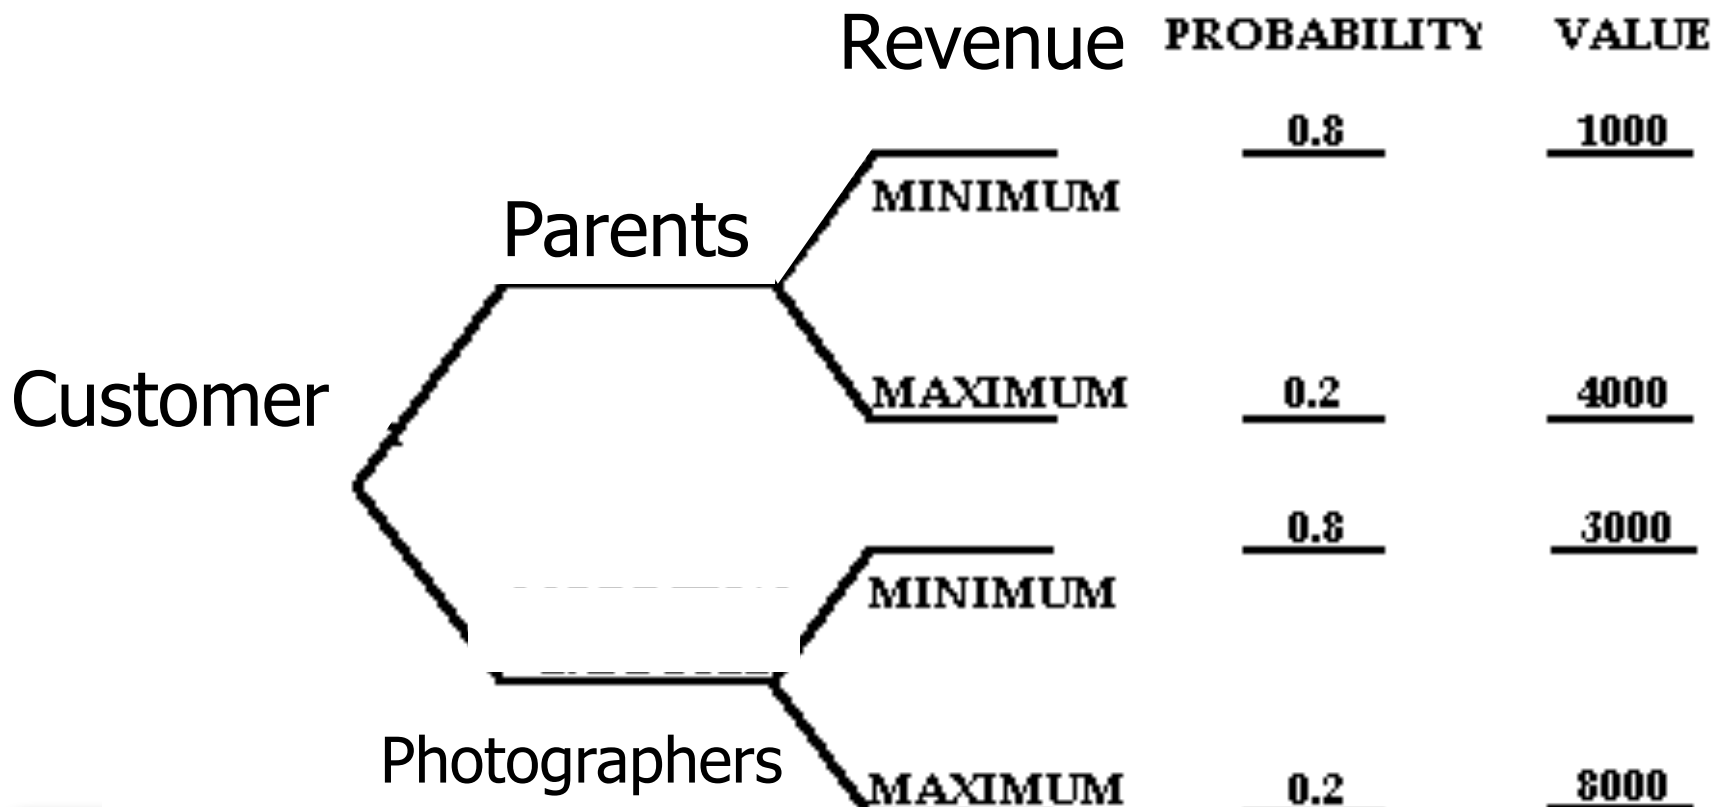 Revenue PROBABILITY VALUE
0.8 1000
MINIMUM
Parents
Customer
MAXIMUM 0.2 4000
0.8 3000
MINIMUM
Photographers
MAXIMUM 0.2 8000